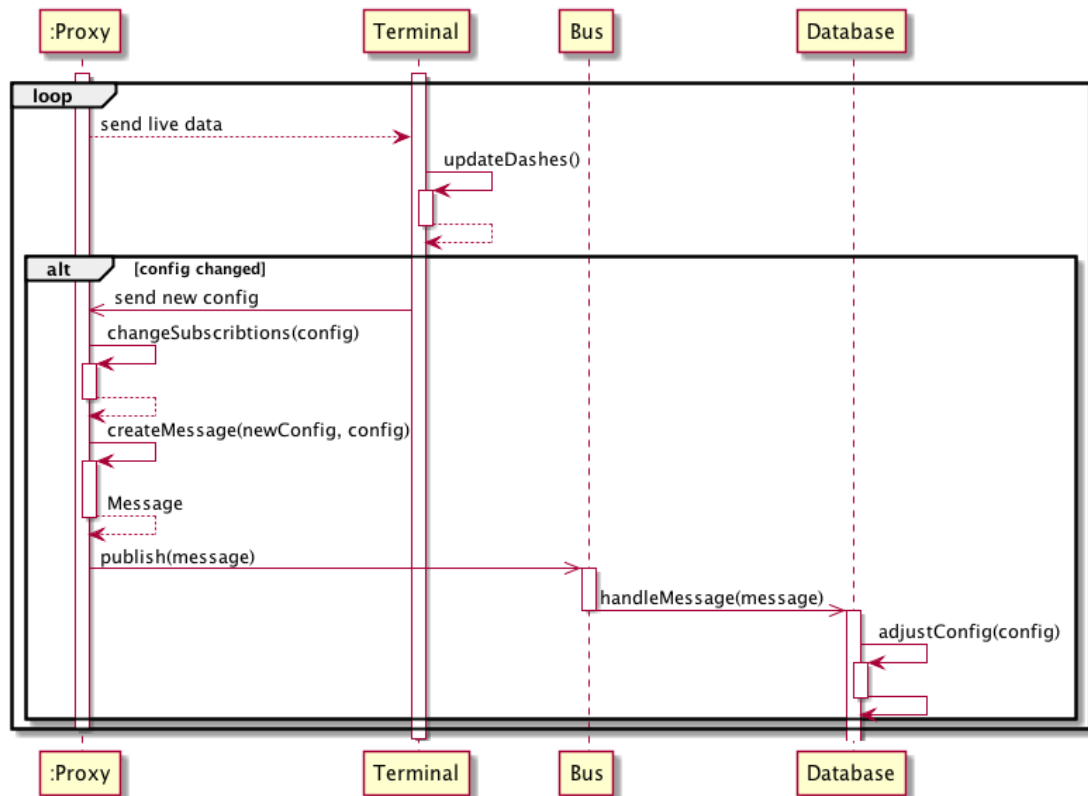 :Proxy
Terminal
Bus
Database
loop
send live data
updateDashes()
alt
[config changed]
send new config
changeSubscribtions(config)
createMessage(newConfig, config)
Message
publish(message)
handleMessage(message)
adjustConfig(config)
:Proxy
Terminal
Bus
Database